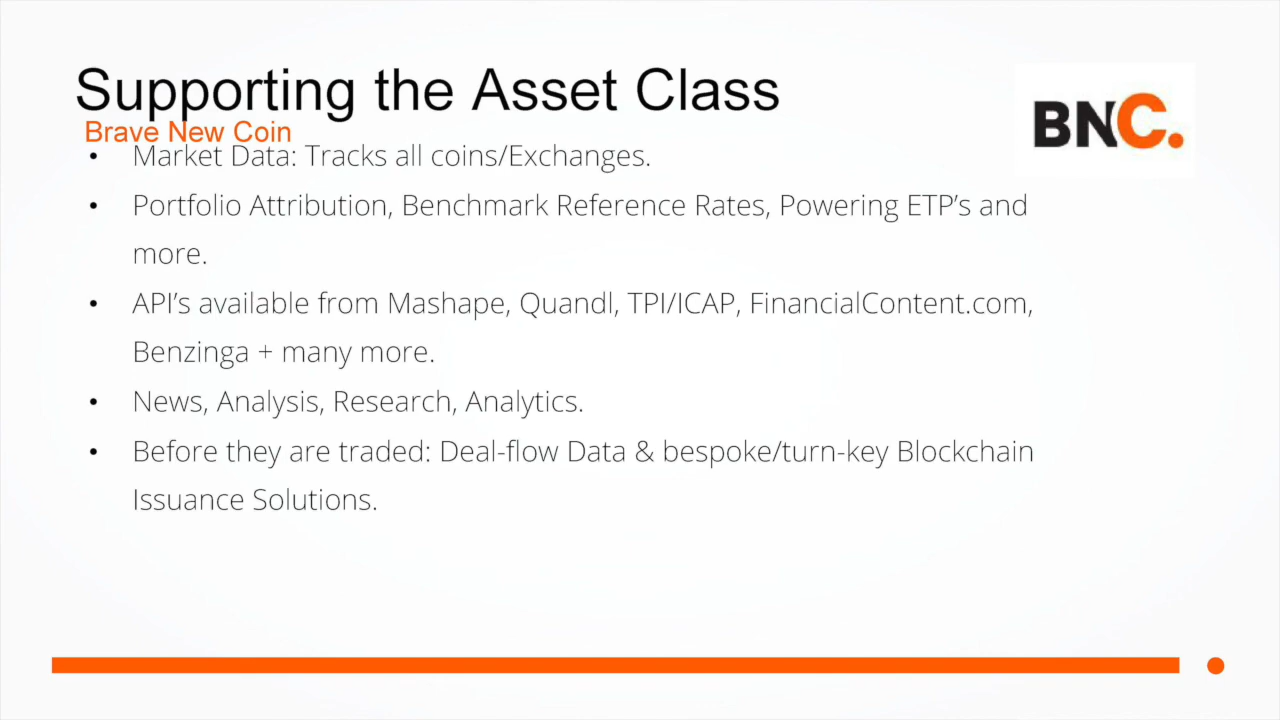 Supporting the Asset Class
BNC.
Brave New Coin
• Market Data: Tracks all coins/Exchanges.
• Portfolio Attribution, Benchmark Reference Rates, Powering ETP’s and
more.
• API’s available from Mashape, Quandl, TPI/ICAP, FinancialContent.com,
Benzinga + many more.
• News, Analysis, Research, Analytics.
• Before they are traded: Deal-flow Data & bespoke/turn-key Blockchain
Issuance Solutions.